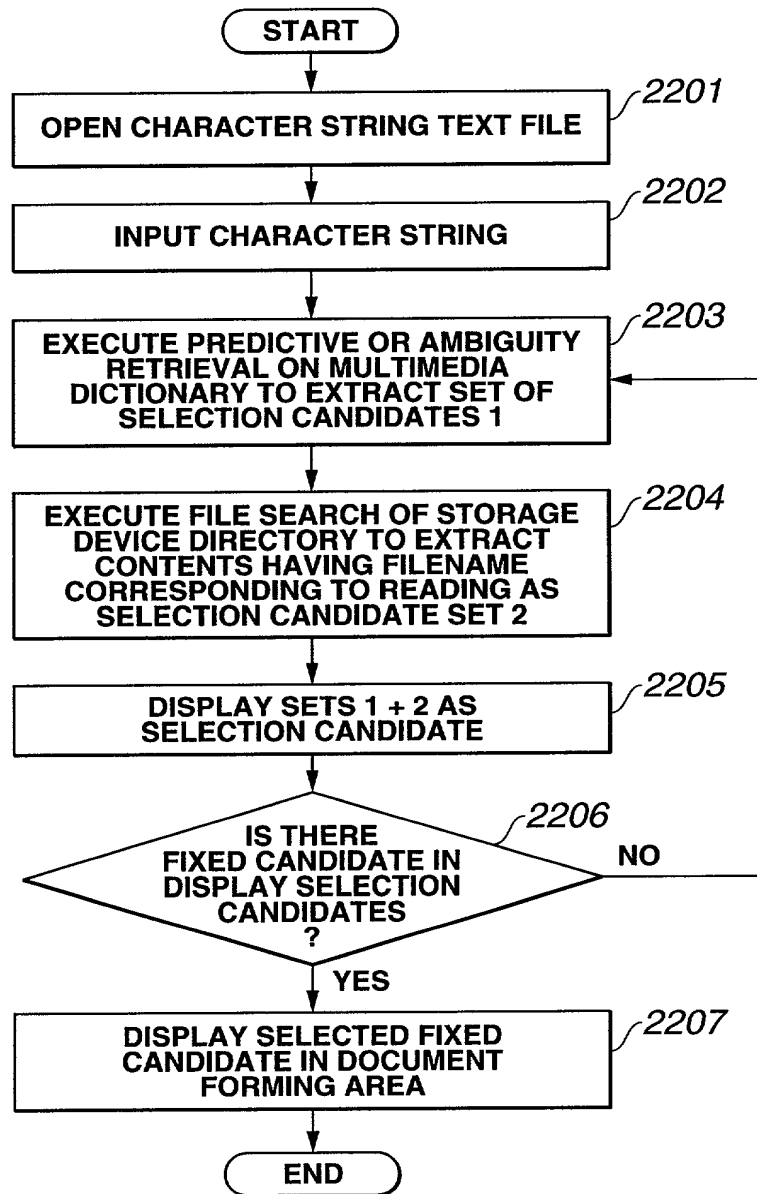 START
2201
OPEN CHARACTER STRING TEXT FILE
2202
INPUT CHARACTER STRING
2203
EXECUTE PREDICTIVE OR AMBIGUITY
RETRIEVAL ON MULTIMEDIA
DICTIONARY TO EXTRACT SET OF
SELECTION CANDIDATES 1
2204
EXECUTE FILE SEARCH OF STORAGE
DEVICE DIRECTORY TO EXTRACT
CONTENTS HAVING FILENAME
CORRESPONDING TO READING AS
SELECTION CANDIDATE SET 2
2205
DISPLAY SETS 1 + 2 AS
SELECTION CANDIDATE
2206
IS THERE
FIXED CANDIDATE IN
DISPLAY SELECTION
CANDIDATES
?
NO
YES
2207
DISPLAY SELECTED FIXED
CANDIDATE IN DOCUMENT
FORMING AREA
END